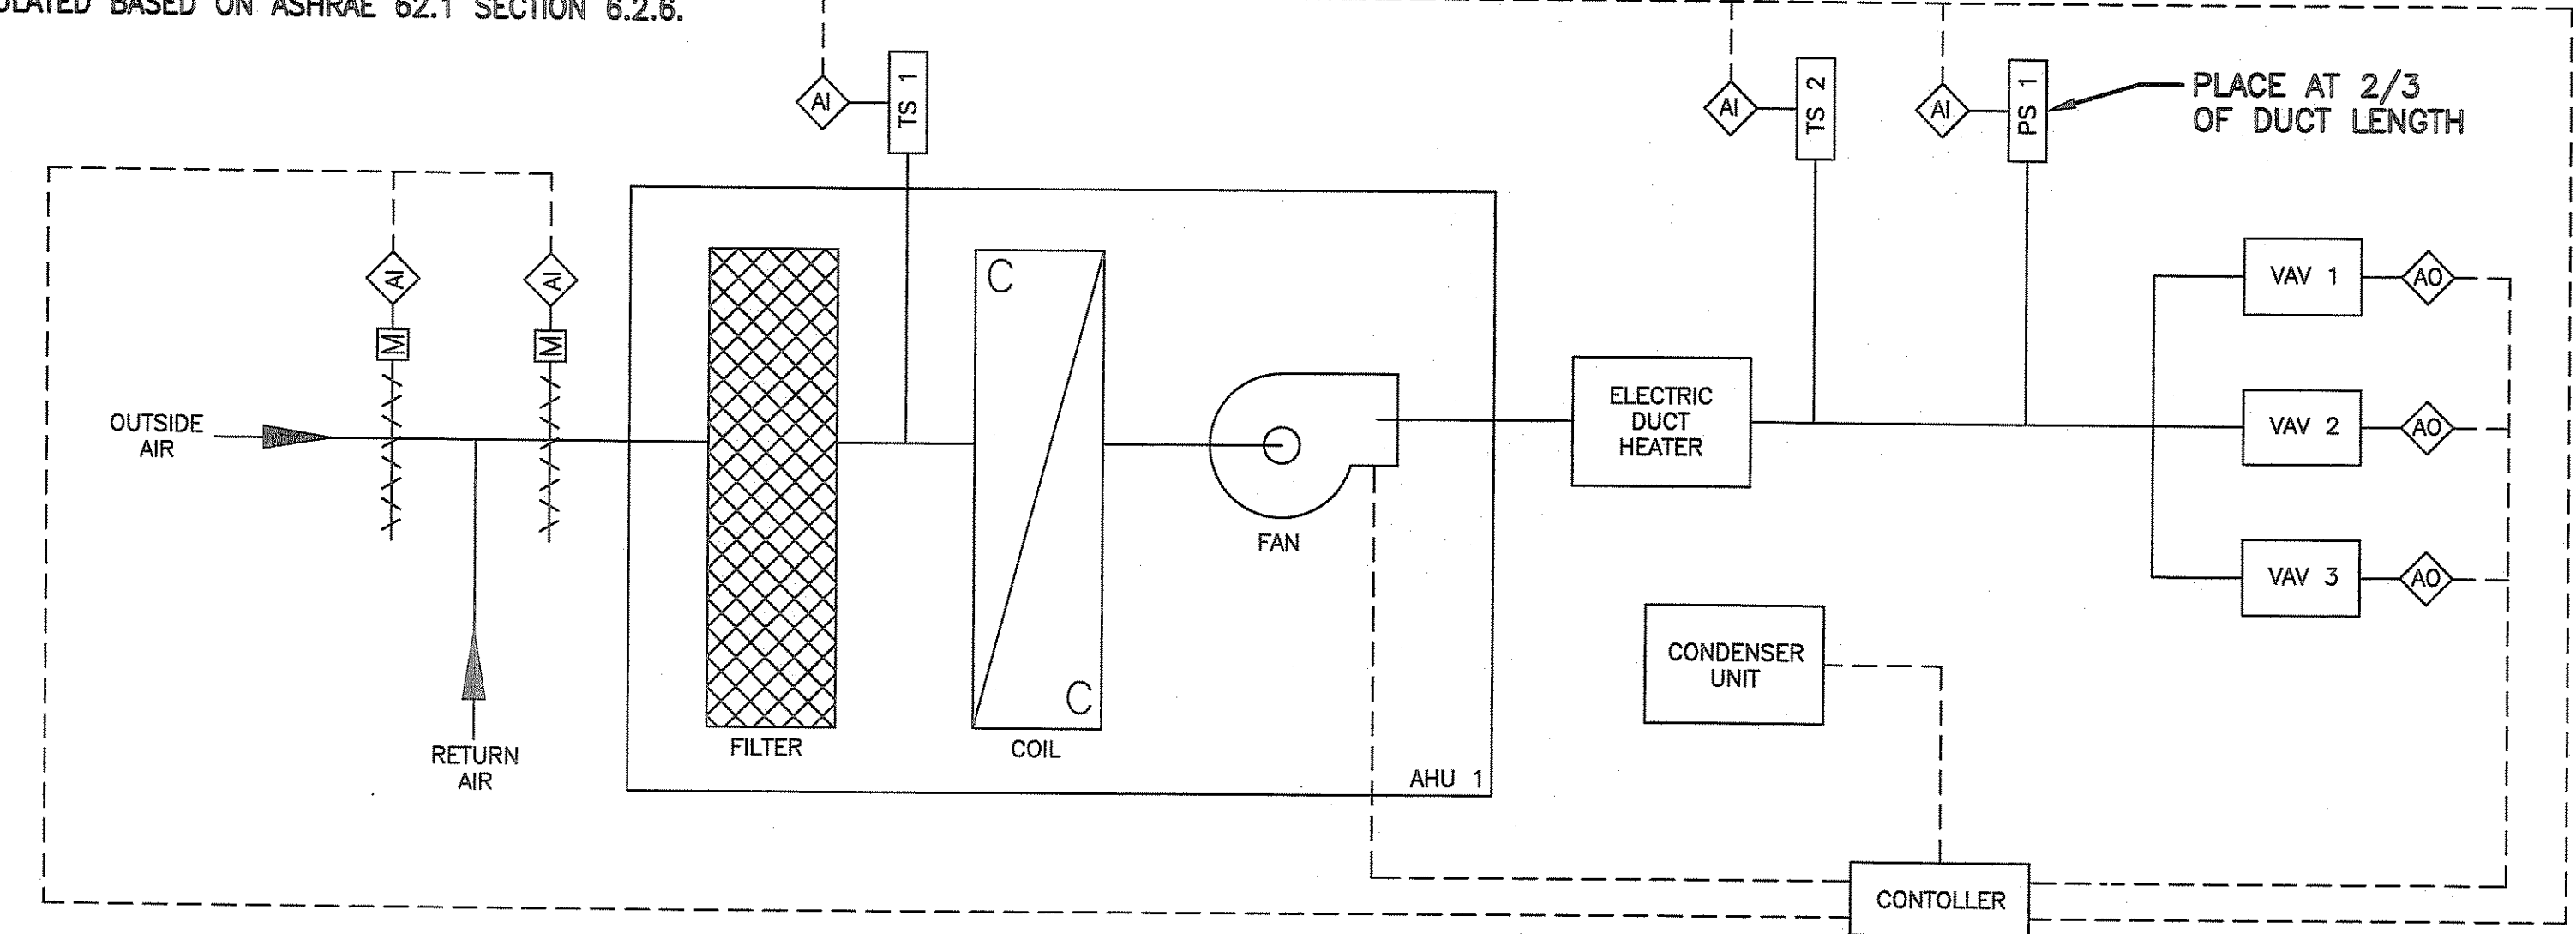 ULATED BASED ON ASHRAE 62.1 SECTION 6.2.6.
AI
TS 1
AI
TS 2
AI
PS 1
PLACE AT 2/3
OF DUCT LENGTH
AI
AI
M
M
C
C
VAV 1
AO
VAV 2
AO
VAV 3
AO
OUTSIDE
AIR
ELECTRIC
DUCT
HEATER
FAN
CONDENSER
UNIT
RETURN
AIR
FILTER
COIL
AHU 1
CONTOLLER